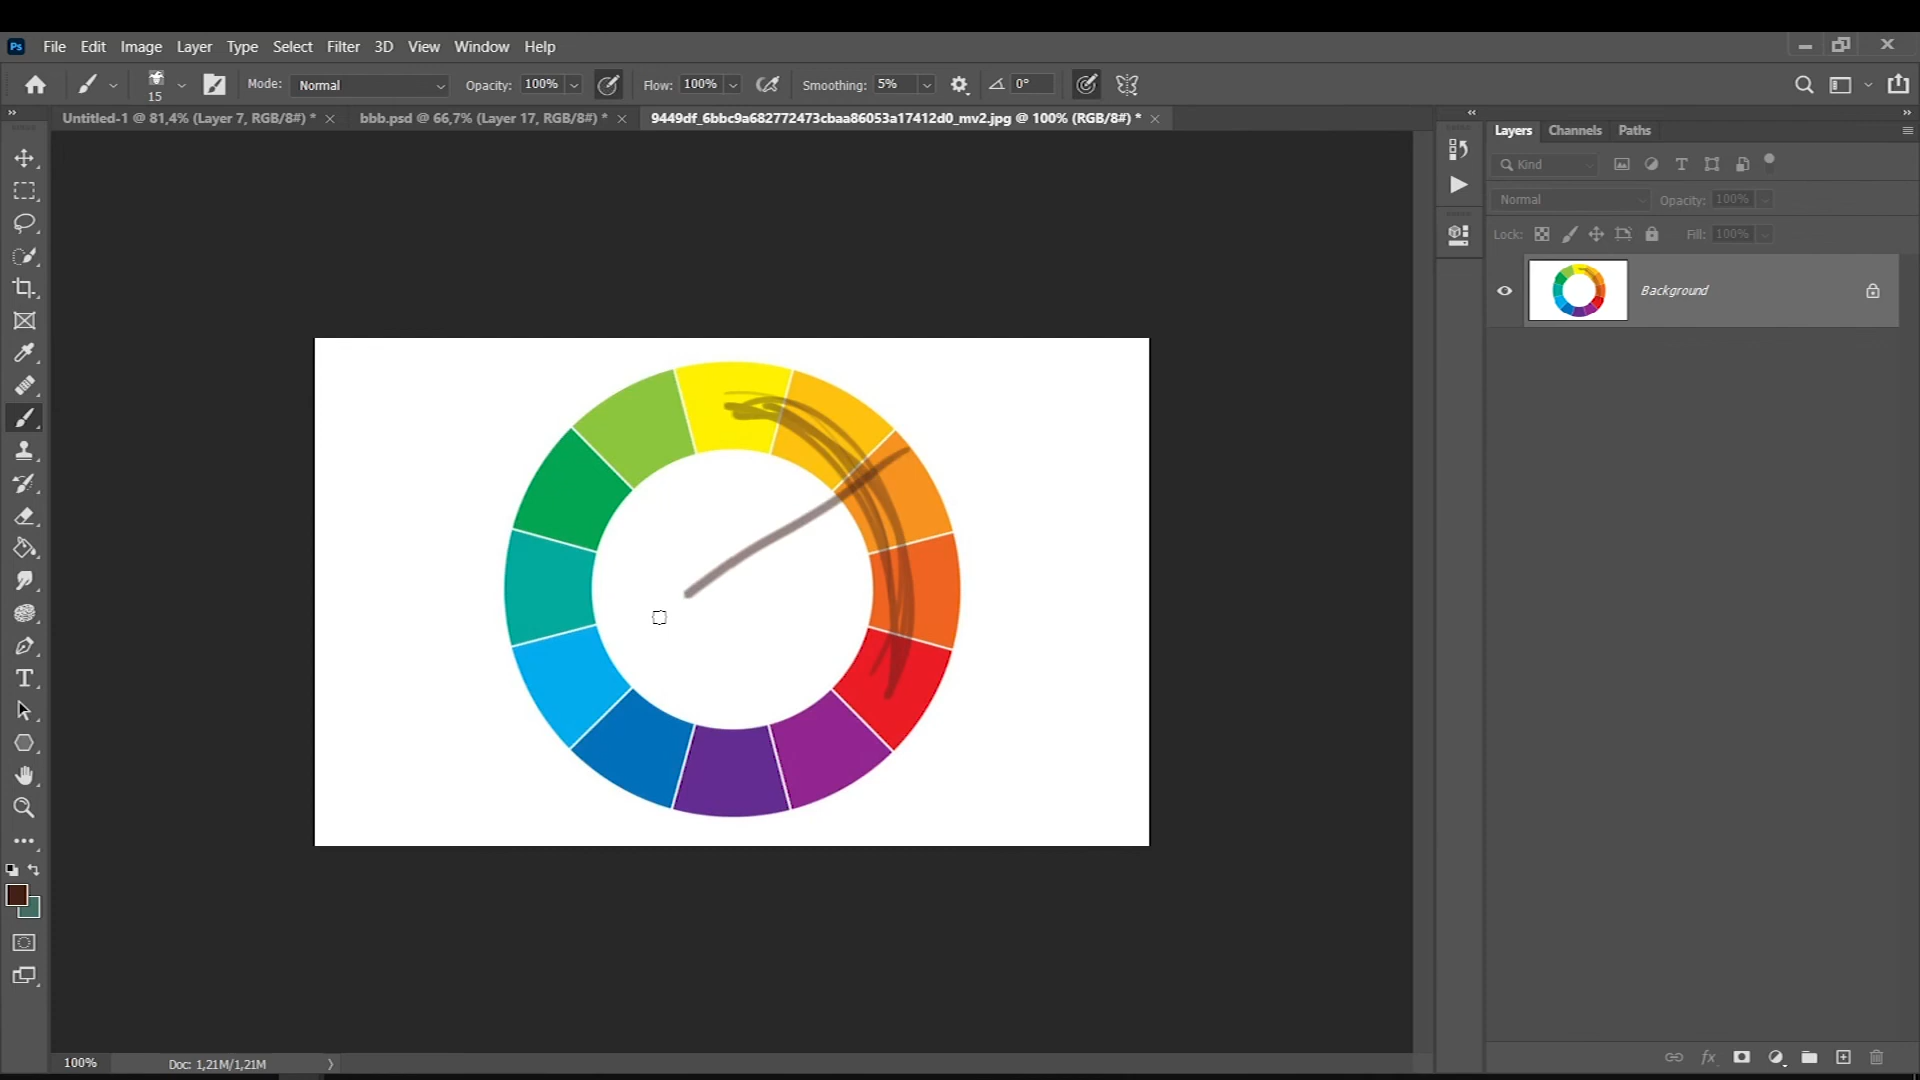 Ps File Edit Image Layer Type Select Filter 3D View Window Help
15 Mode: Normal Opacity: 100% Flow: 100% Smoothing: 5% 0°
Untitled-1 @ 81,4% (Layer 7, RGB/8#) * bbb.psd @ 66,7% (Layer 17, RGB/8#) * 9449df_6bbc9a682772473cbaa86053a17412d0_mv2.jpg @ 100% (RGB/8#) *
Layers Channels Paths
Kind
Normal Opacity: 100%
Lock: Fill: 100%
Background
100% Doc: 1,21M/1,21M
fx